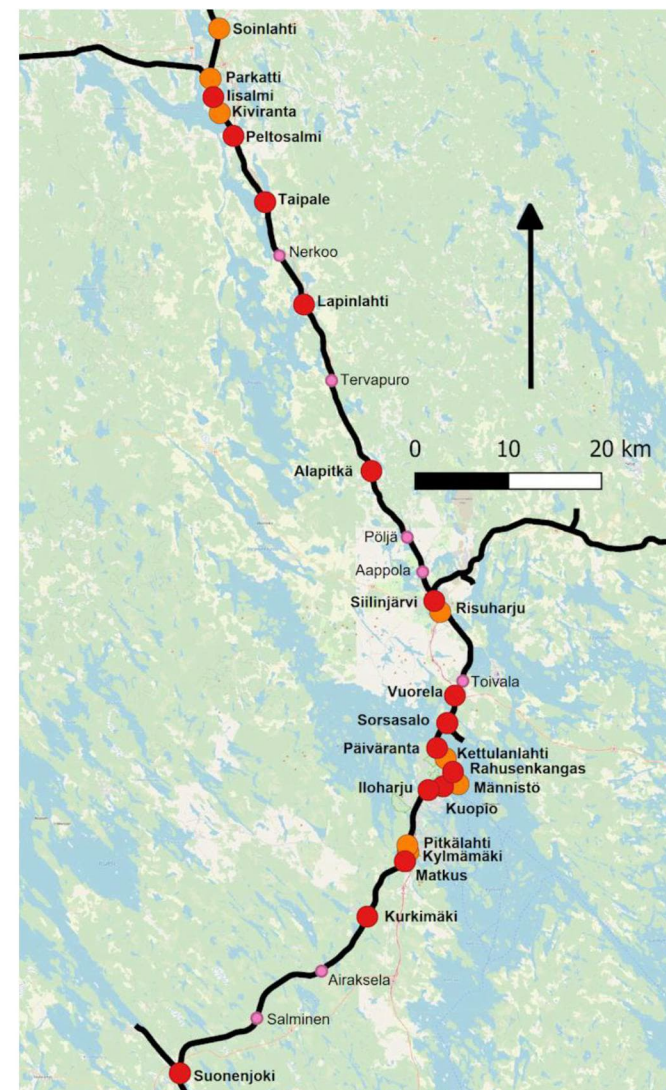 Soinlahti
Parkatti
Iisalmi
Kiviranta
Peltosalmi
Taipale
Nerkoo
Lapinlahti
Tervapuro
0 10 20 km
Alapitkä
Pöljä
Aappola
Siilinjärvi
Risuharju
Toivala
Vuorela
Sorsasalo
Päiväranta
Kettulanlahti
Rahusenkangas
Iloharju
Männistö
Kuopio
Pitkälahti
Kylmämäki
Matkus
Kurkimäki
Airaksela
Salminen
Suonenjoki